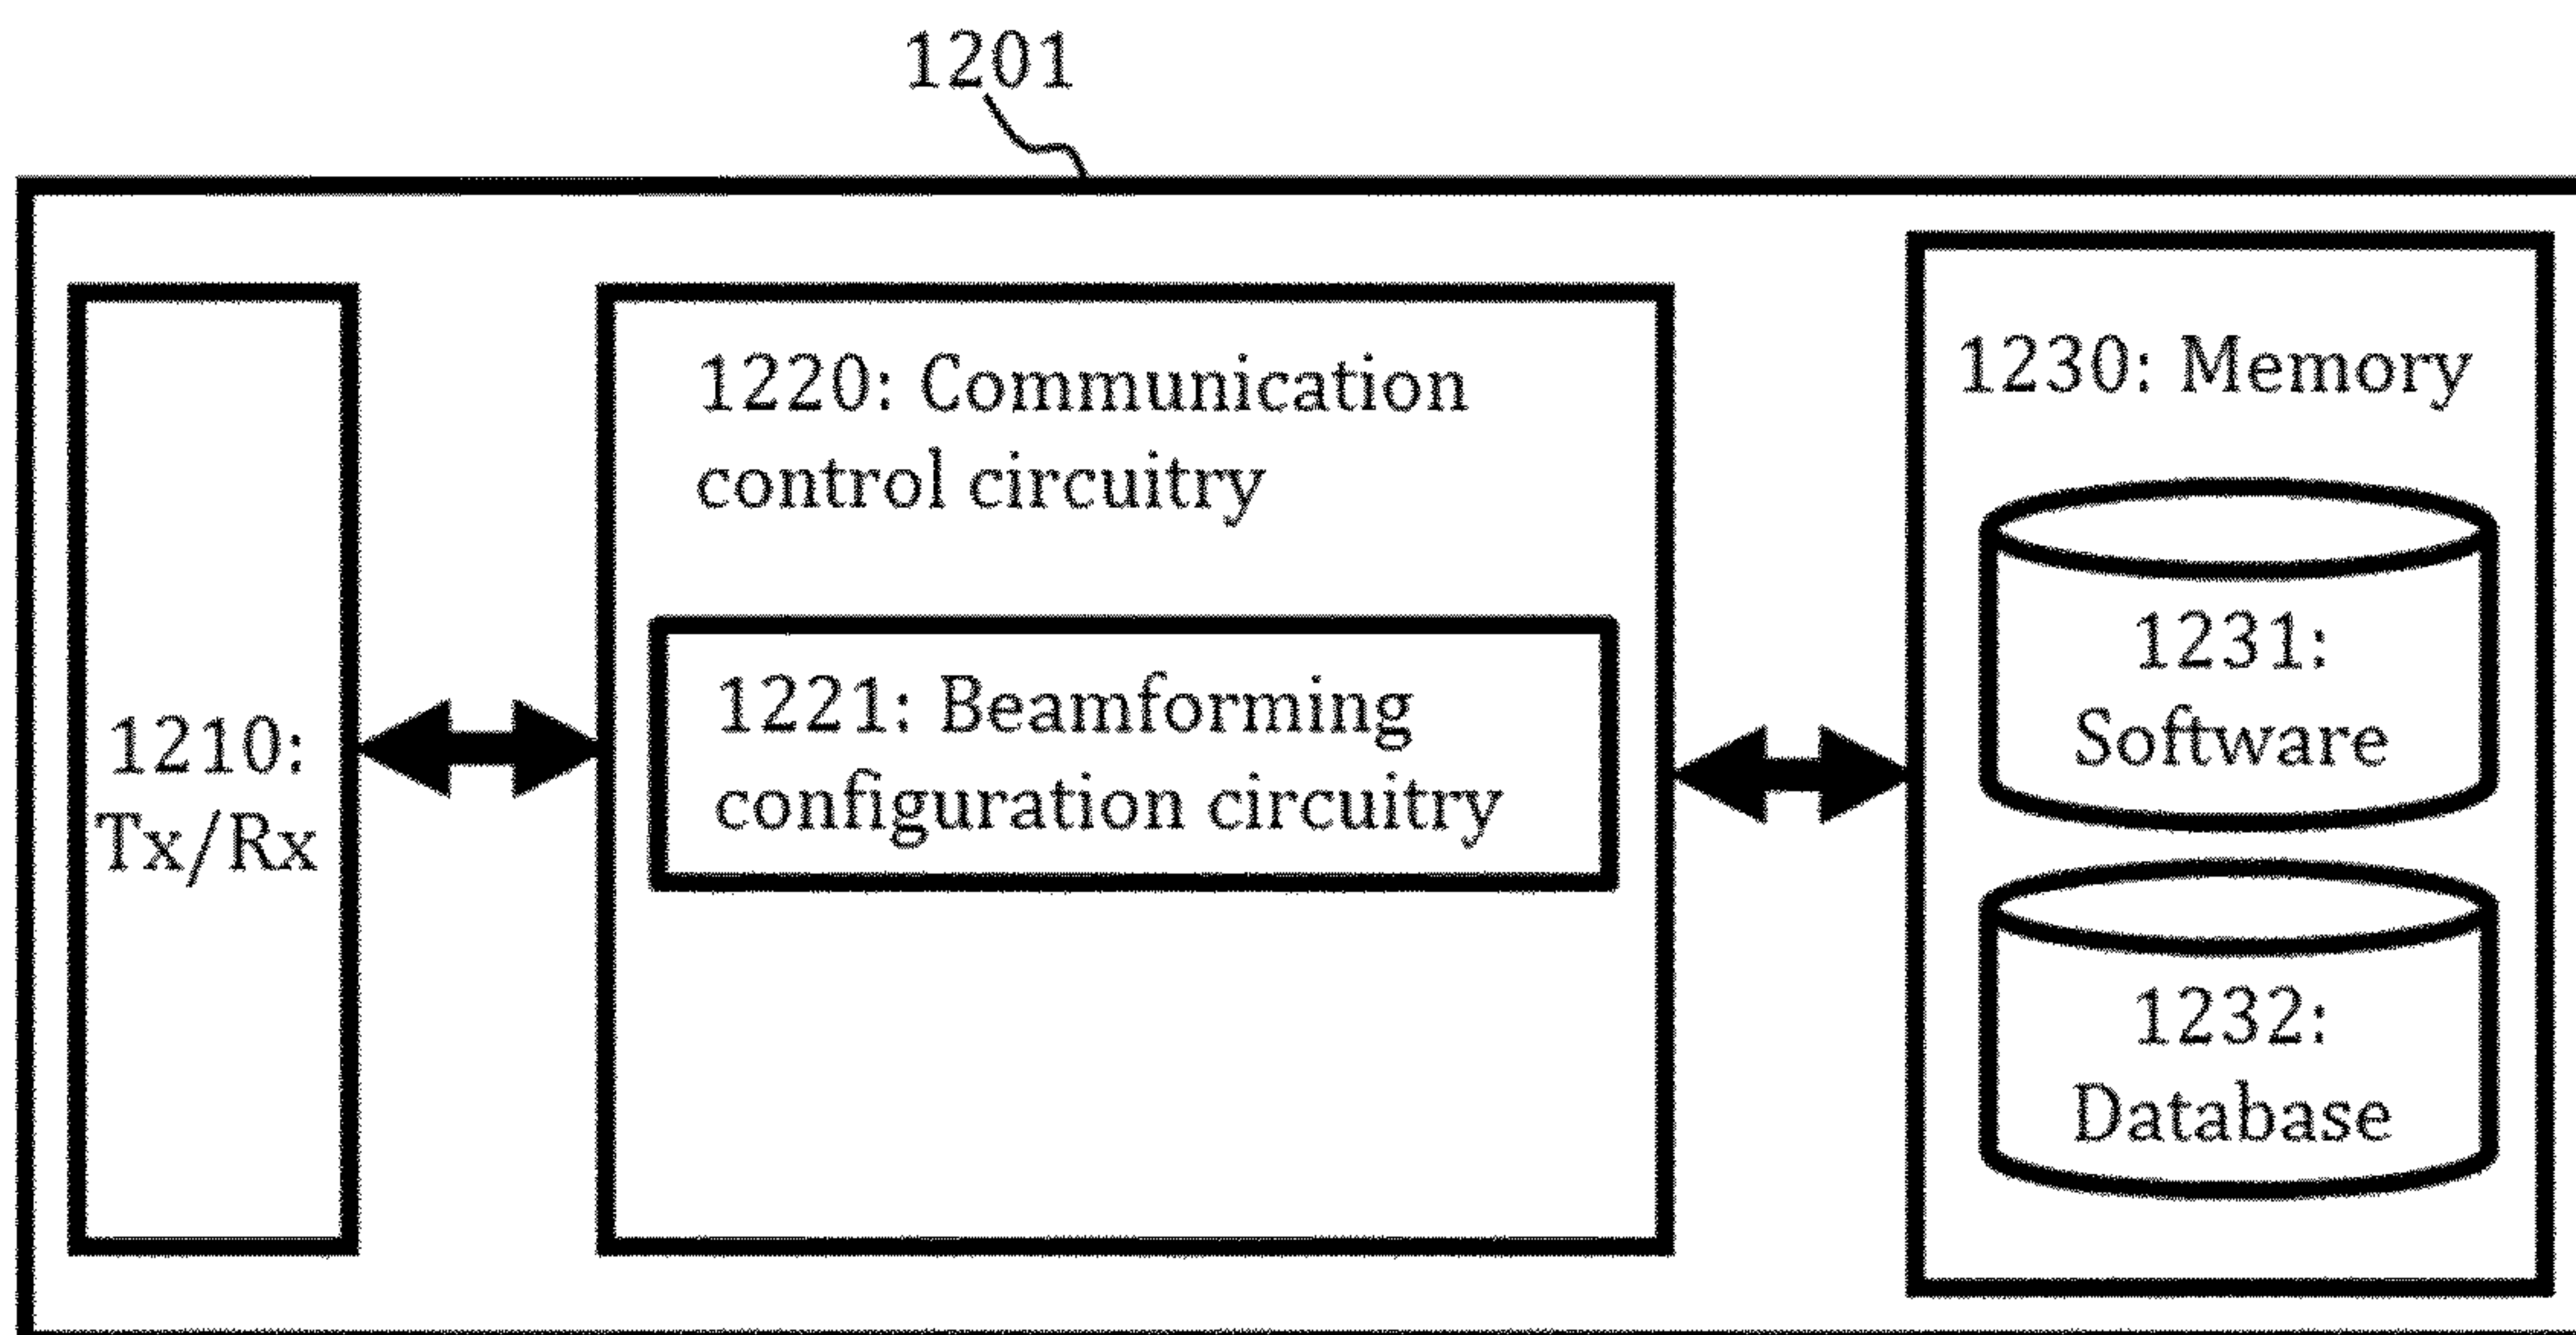 1201
1210:
Tx/Rx
1220: Communication
control circuitry
1221: Beamforming
configuration circuitry
1230: Memory
1231:
Software
1232:
Database